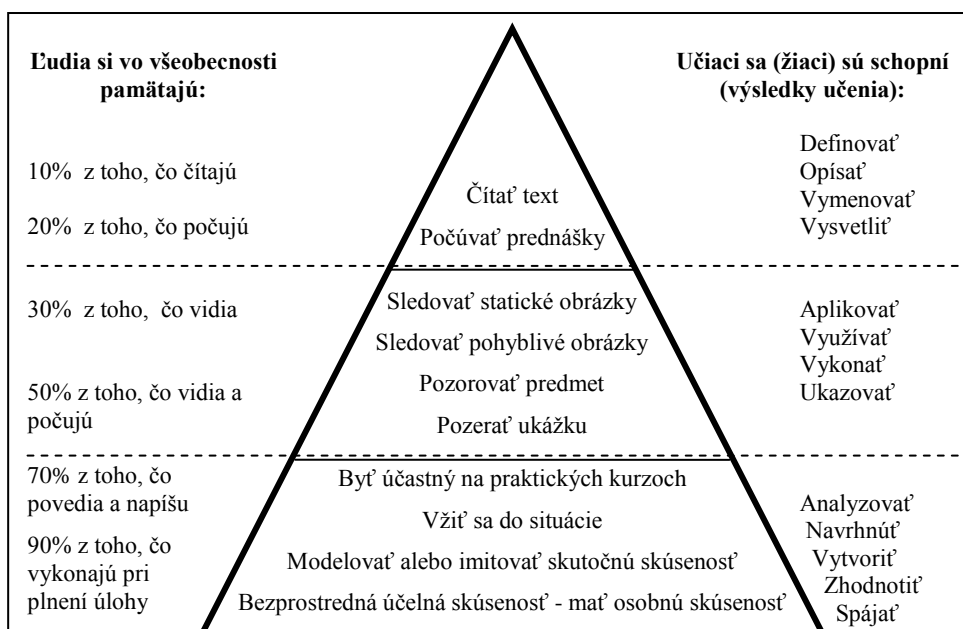 Ľudia si vo všeobecnosti
pamätajú:
10% z toho, čo čítajú
20% z toho, čo počujú
30% z toho, čo vidia
50% z toho, čo vidia a
počujú
70% z toho, čo
povedia a napíšu
90% z toho, čo
vykonajú pri
plnení úlohy
Čítať text
Počúvať prednášky
Sledovať statické obrázky
Sledovať pohyblivé obrázky
Pozorovať predmet
Pozerať ukážku
Byť účastný na praktických kurzoch
Vžiť sa do situácie
Modelovať alebo imitovať skutočnú skúsenosť
Bezprostredná účelná skúsenosť - mať osobnú skúsenosť
Učiaci sa (žiaci) sú schopní
(výsledky učenia):
Definovať
Opísať
Vymenovať
Vysvetliť
Aplikovať
Využívať
Vykonať
Ukazovať
Analyzovať
Navrhnúť
Vytvoriť
Zhodnotiť
Spájať